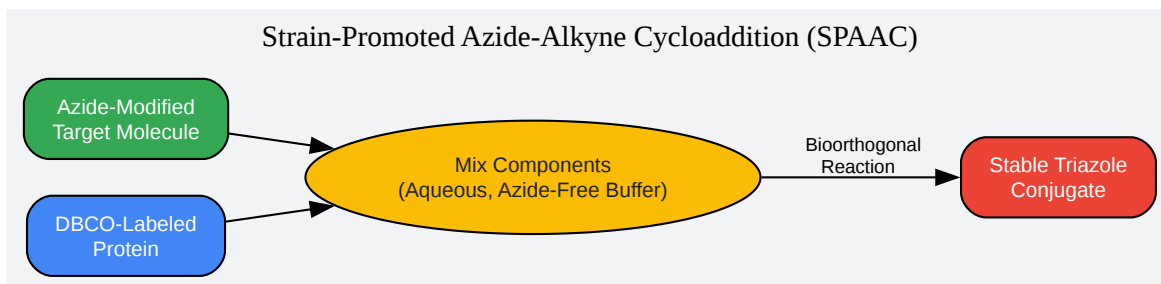 Strain-Promoted Azide-Alkyne Cycloaddition (SPAAC)
Azide-Modified
Target Molecule
DBCO-Labeled
Protein
Mix Components
(Aqueous, Azide-Free Buffer)
Bioorthogonal
Reaction
Stable Triazole
Conjugate